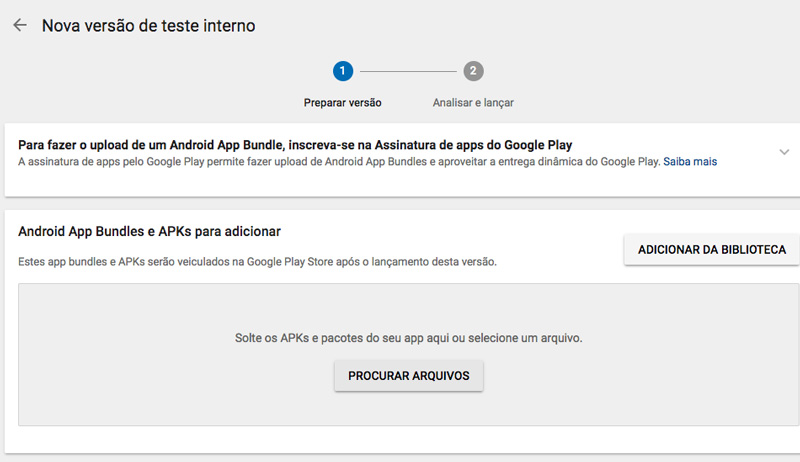 Nova versão de teste interno
1
2
Preparar versão
Analisar e lançar
Para fazer o upload de um Android App Bundle, inscreva-se na Assinatura de apps do Google Play
A assinatura de apps pelo Google Play permite fazer upload de Android App Bundles e aproveitar a entrega dinâmica do Google Play. Saiba mais
Android App Bundles e APKs para adicionar
ADICIONAR DA BIBLIOTECA
Estes app bundles e APKs serão veiculados na Google Play Store após o lançamento desta versão.
Solte os APKs e pacotes do seu app aqui ou selecione um arquivo.
PROCURAR ARQUIVOS